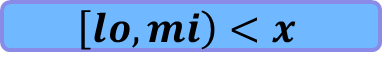 [lo, mi) < x